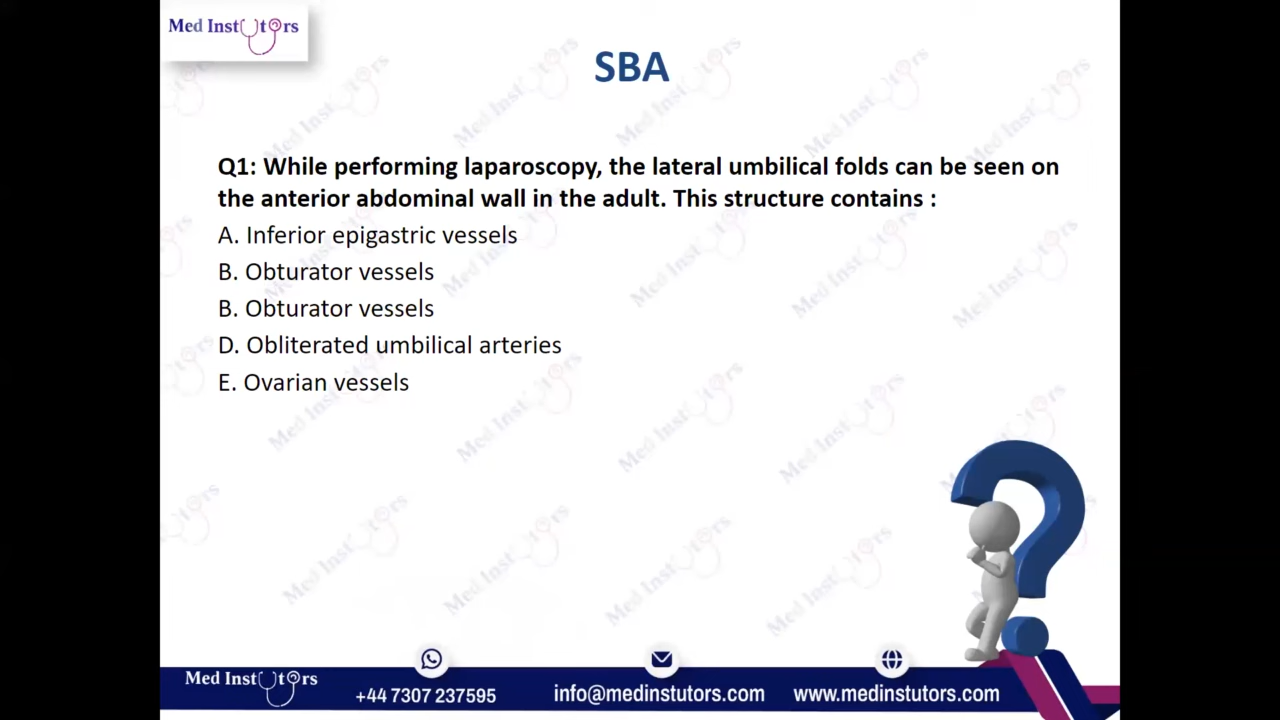 Med Instutors
SBA
Q1: While performing laparoscopy, the lateral umbilical folds can be seen on
the anterior abdominal wall in the adult. This structure contains :
A. Inferior epigastric vessels
B. Obturator vessels
B. Obturator vessels
D. Obliterated umbilical arteries
E. Ovarian vessels
Med Instutors
+44 7307 237595
info@medinstutors.com
www.medinstutors.com